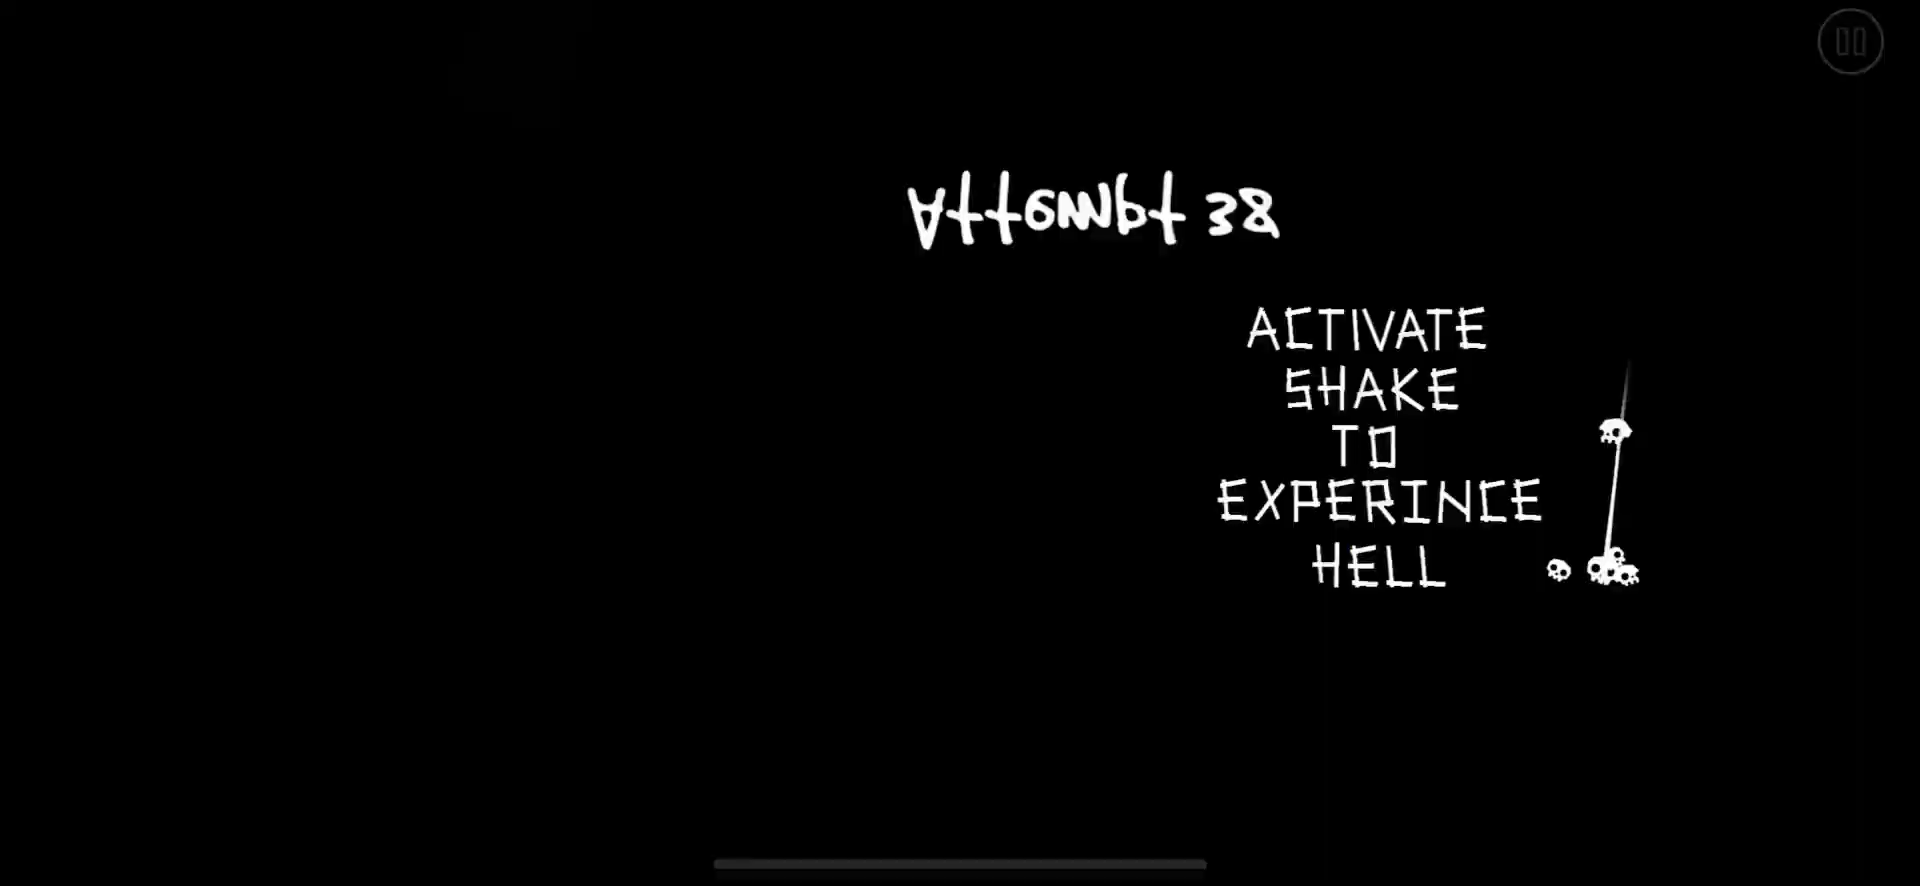 Attempt 38
ACTIVATE
SHAKE
TO
EXPERINCE
HELL